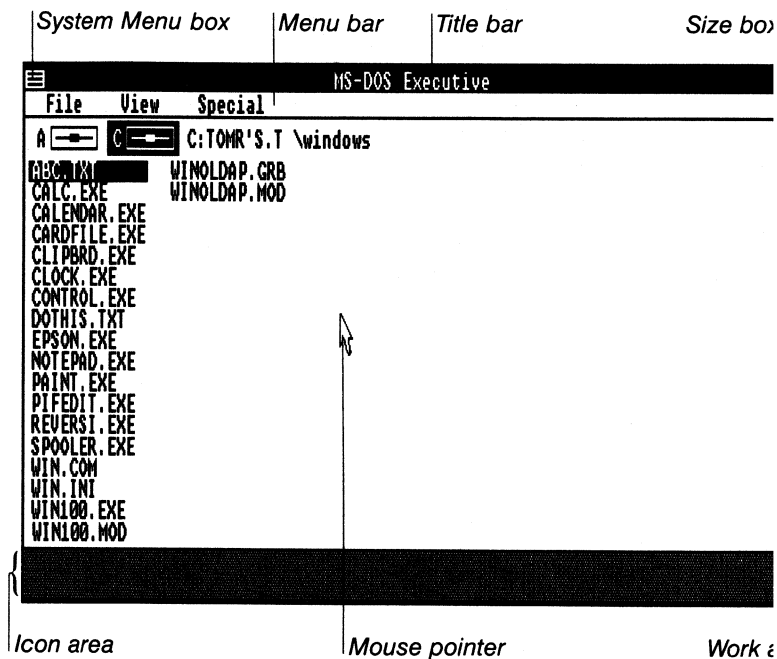 System Menu box Menu bar Title bar Size box
MS-DOS Executive
File View Special
A C C:TOMR'S.T \windows
ABC.TXT WINOLDAP.GRB
CALC.EXE WINOLDAP.MOD
CALENDAR.EXE
CARDFILE.EXE
CLIPBRD.EXE
CLOCK.EXE
CONTROL.EXE
DOTHIS.TXT
EPSON.EXE
NOTEPAD.EXE
PAINT.EXE
PIFEDIT.EXE
REVERSI.EXE
SPOOLER.EXE
WIN.COM
WIN.INI
WIN100.EXE
WIN100.MOD
Icon area Mouse pointer Work